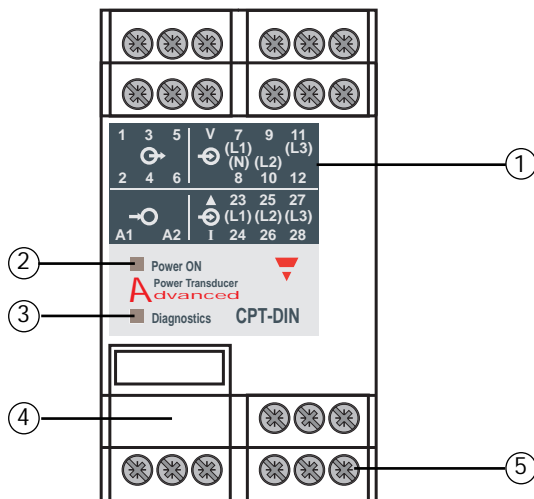 1 3 5 V 7 9 11
(L1) (L3)
(N) (L2)
2 4 6 8 10 12
23 25 27
(L1) (L2) (L3)
A1 A2 I 24 26 28
Power ON
Power Transducer
Advanced
Diagnostics CPT-DIN
1
2
3
4
5